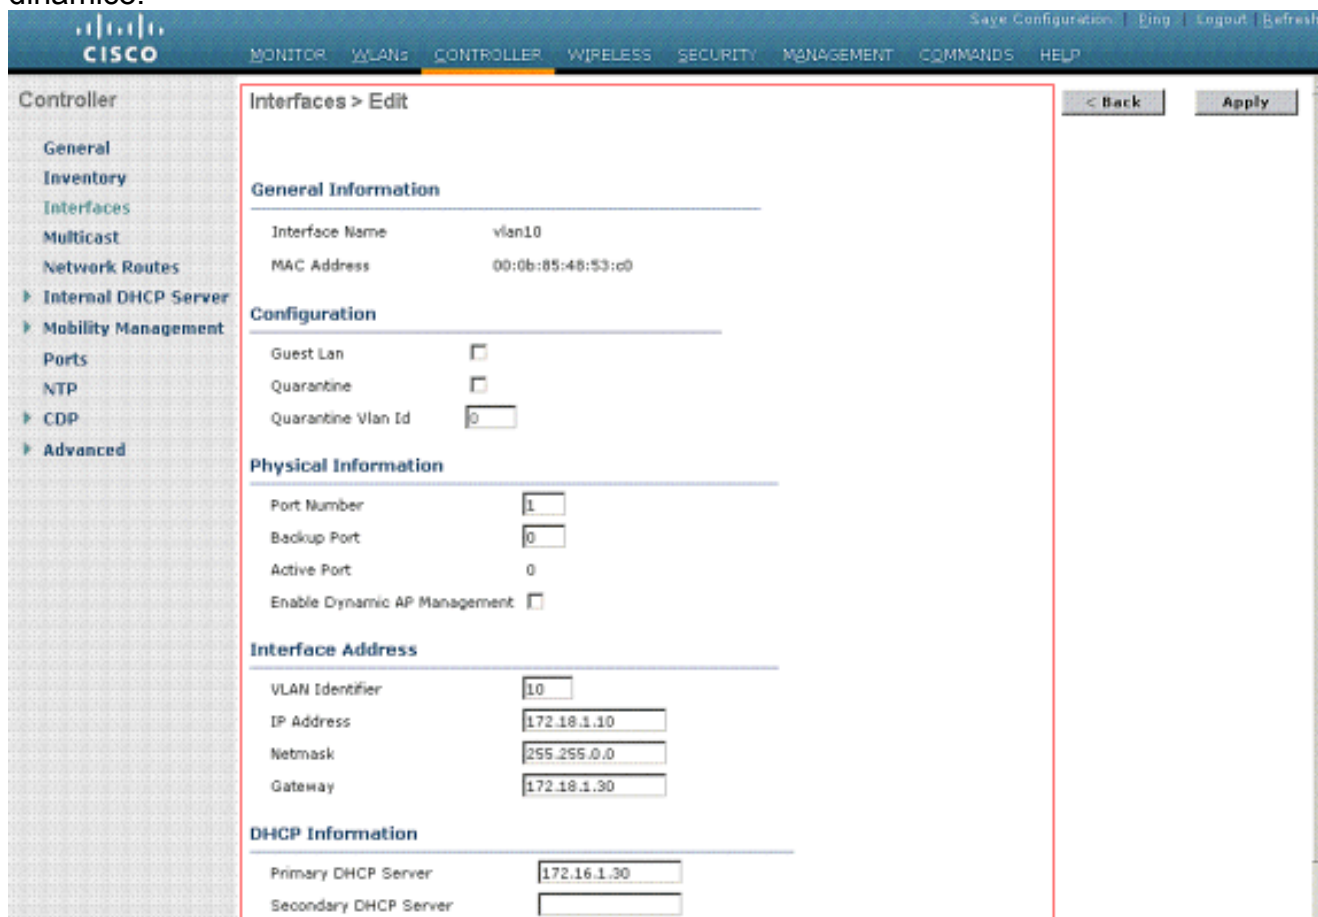 dinámico.
Save Configuration | Ping | Logout | Refresh
CISCO
MONITOR WLANs CONTROLLER WIRELESS SECURITY MANAGEMENT COMMANDS HELP
Controller
General
Inventory
Interfaces
Multicast
Network Routes
Internal DHCP Server
Mobility Management
Ports
NTP
CDP
Advanced
Interfaces > Edit
< Back
Apply
General Information
Interface Name vlan10
MAC Address 00:0b:85:48:53:c0
Configuration
Guest Lan
Quarantine
Quarantine Vlan Id 0
Physical Information
Port Number 1
Backup Port 0
Active Port 0
Enable Dynamic AP Management
Interface Address
VLAN Identifier 10
IP Address 172.18.1.10
Netmask 255.255.0.0
Gateway 172.18.1.30
DHCP Information
Primary DHCP Server 172.16.1.30
Secondary DHCP Server